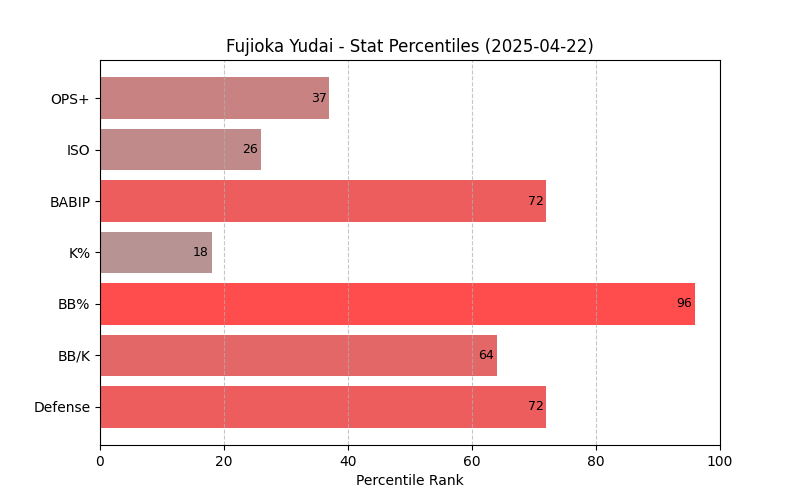 Fujioka Yudai - Stat Percentiles (2025-04-22)
OPS+ 37
ISO 26
BABIP 72
K% 18
BB% 96
BB/K 64
Defense 72
0 20 40 60 80 100
Percentile Rank